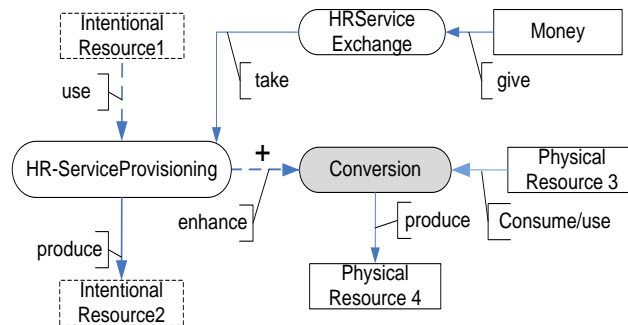 Intentional
Resource1
HRService
Exchange
Money
use
take
give
HR-ServiceProvisioning
+
Conversion
Physical
Resource 3
enhance
produce
Consume/use
produce
Intentional
Resource2
Physical
Resource 4